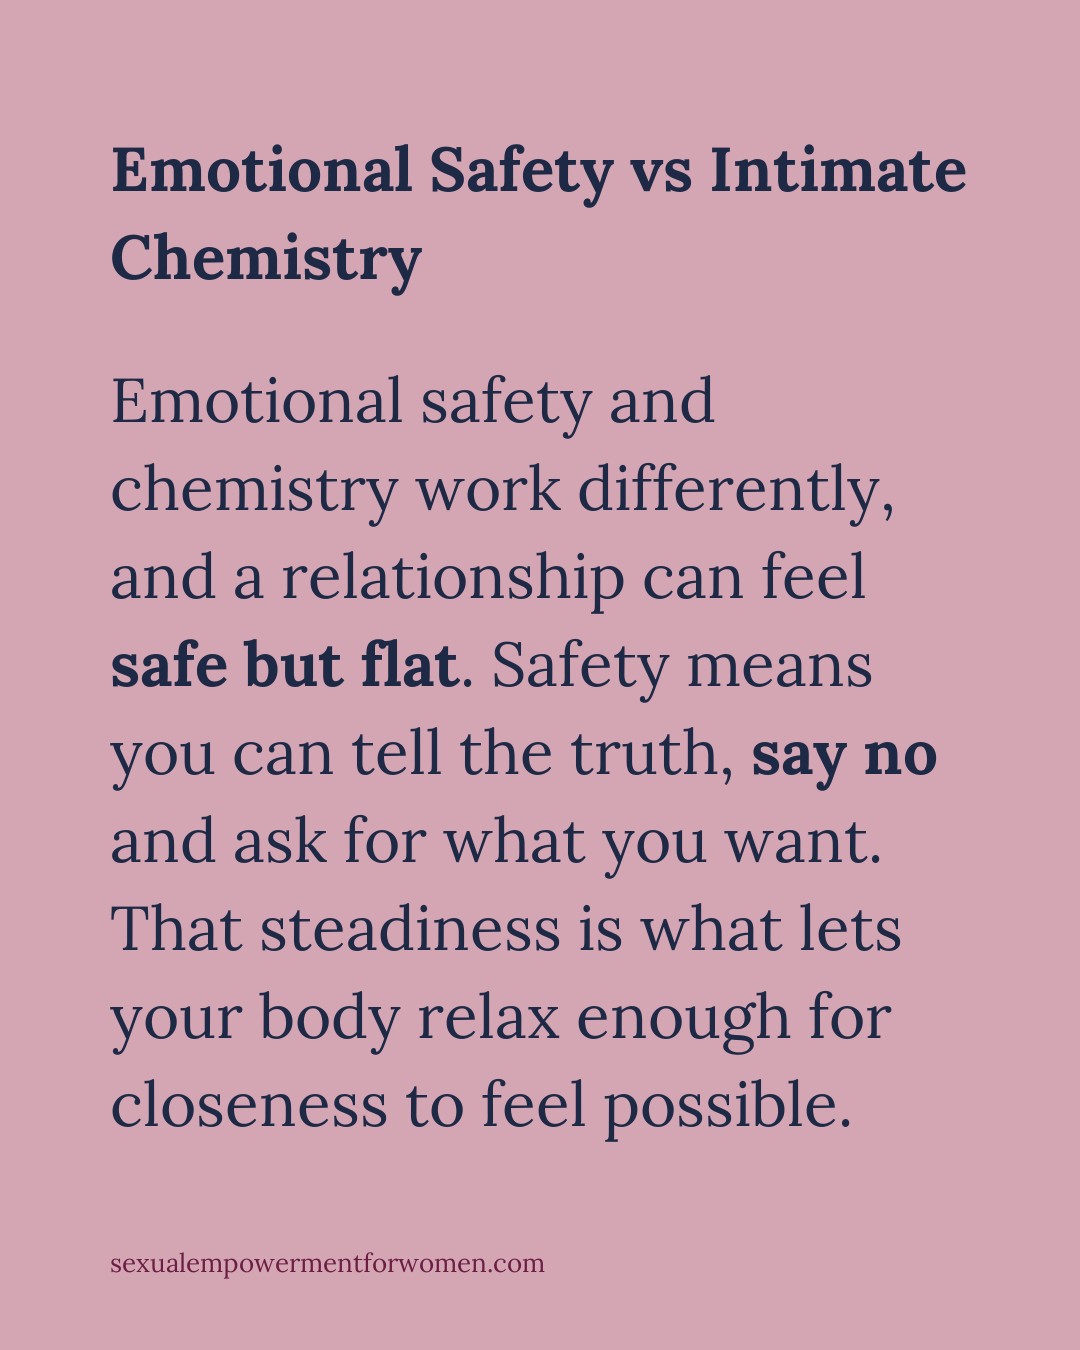 Emotional Safety vs Intimate
Chemistry
Emotional safety and
chemistry work differently,
and a relationship can feel
safe but flat. Safety means
you can tell the truth, say no
and ask for what you want.
That steadiness is what lets
your body relax enough for
closeness to feel possible.
sexualempowermentforwomen.com